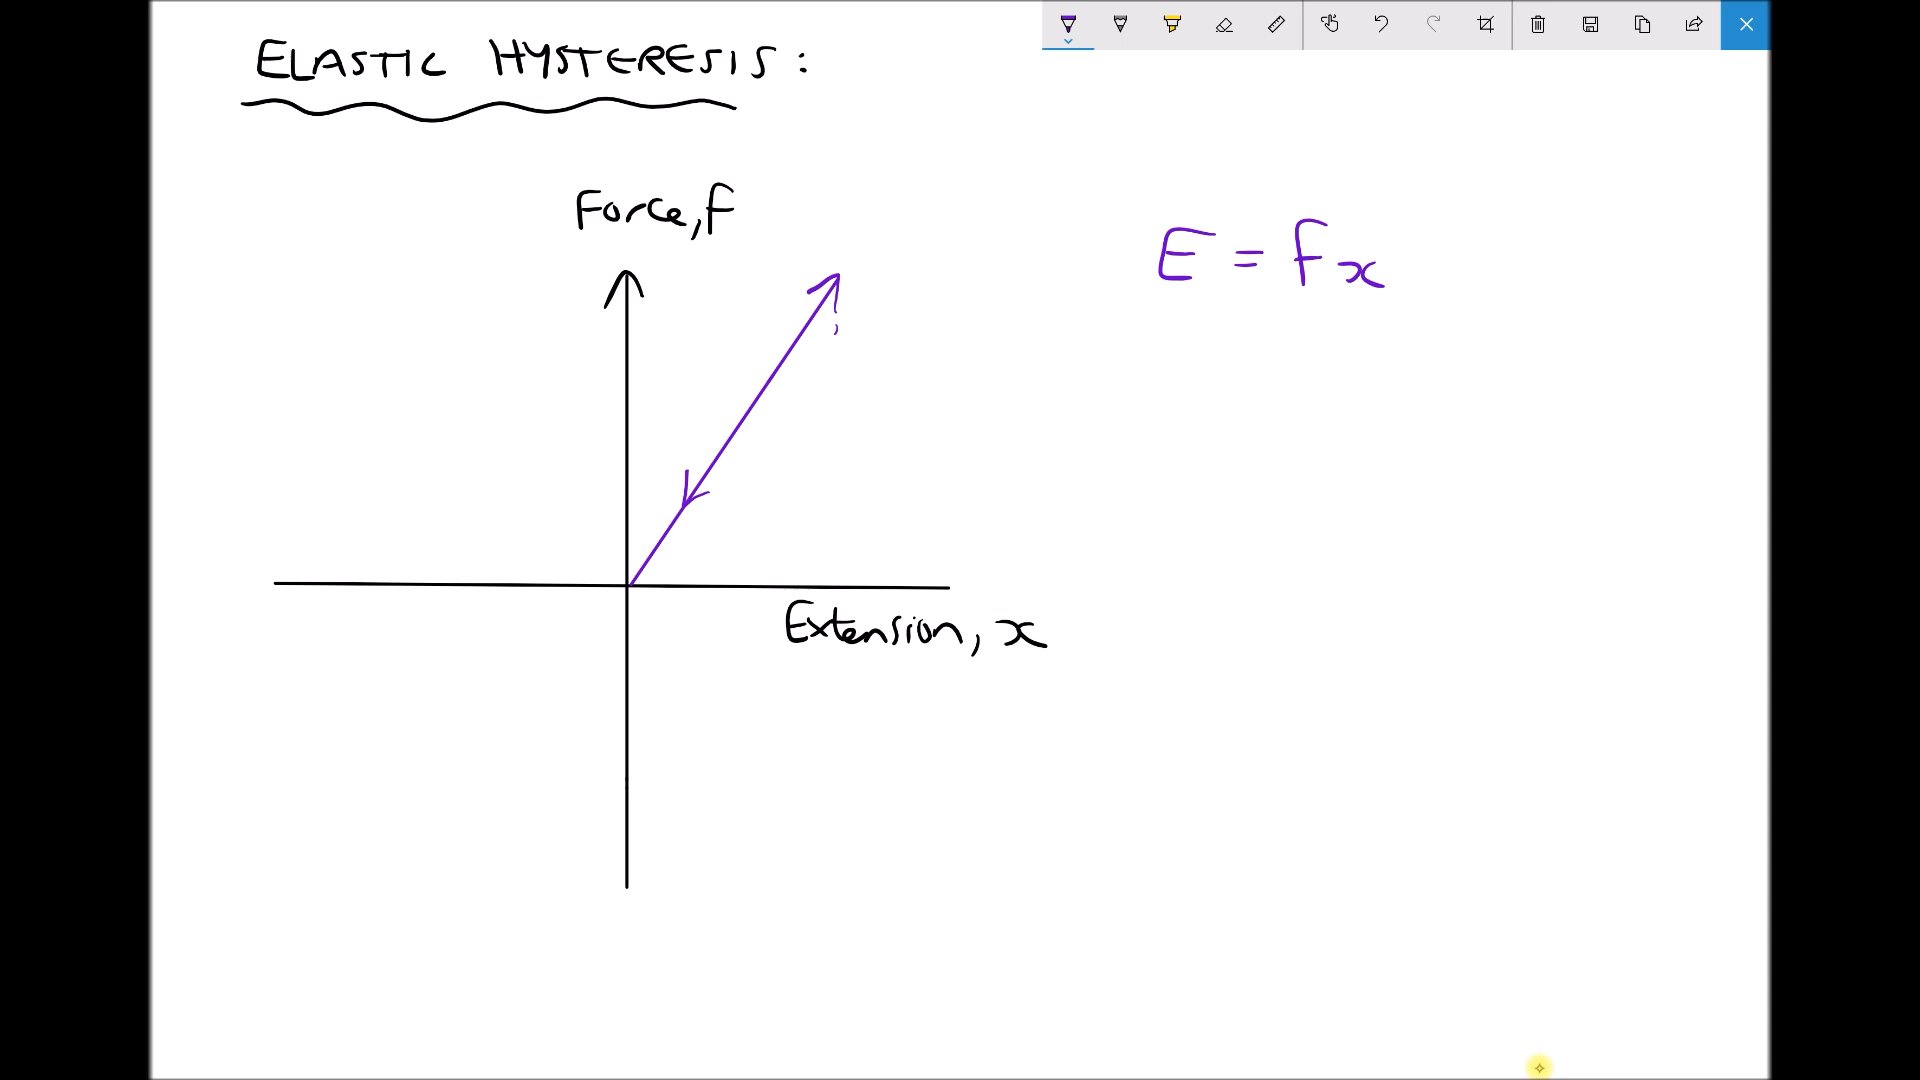 ELASTIC HYSTERESIS:
Force, F
E = Fx
Extension, x